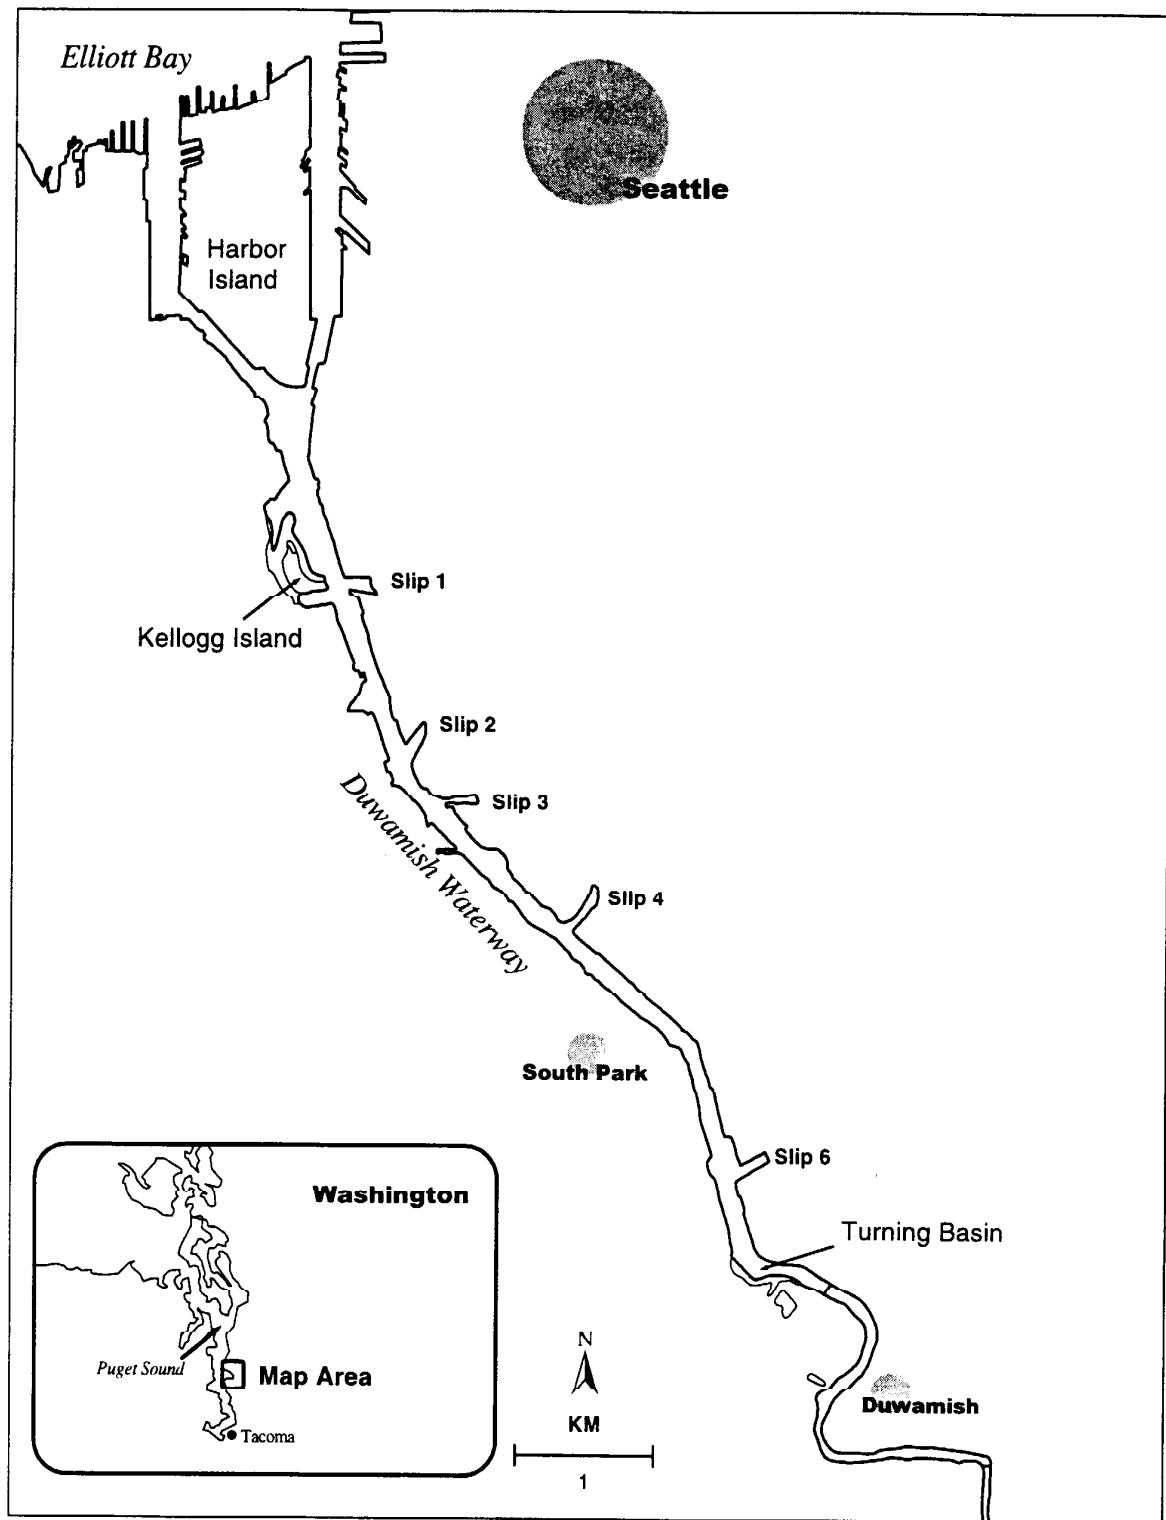 Elliott Bay
Seattle
Harbor
Island
Slip 1
Kellogg Island
Slip 2
Slip 3
Duwamish Waterway
Slip 4
South Park
Slip 6
Washington
Turning Basin
N
Puget Sound
Map Area
KM
Duwamish
Tacoma
1